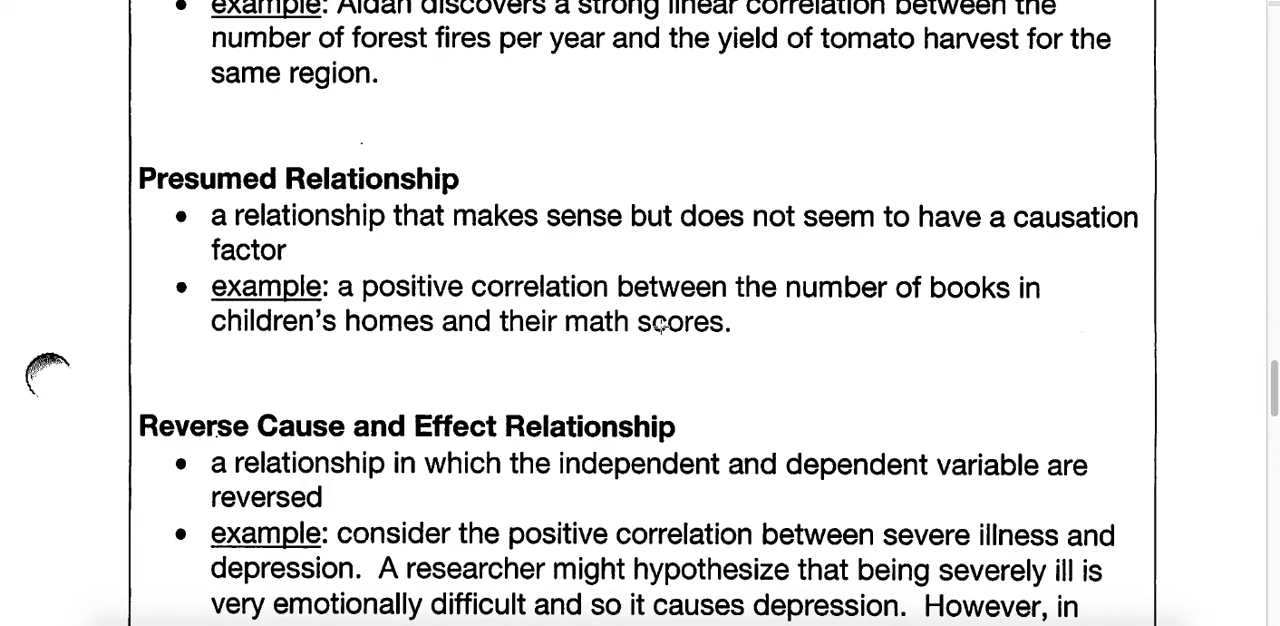 • example: Aidan discovers a strong linear correlation between the
number of forest fires per year and the yield of tomato harvest for the
same region.
Presumed Relationship
• a relationship that makes sense but does not seem to have a causation
factor
• example: a positive correlation between the number of books in
children's homes and their math scores.
Reverse Cause and Effect Relationship
• a relationship in which the independent and dependent variable are
reversed
• example: consider the positive correlation between severe illness and
depression.  A researcher might hypothesize that being severely ill is
very emotionally difficult and so it causes depression.  However, in